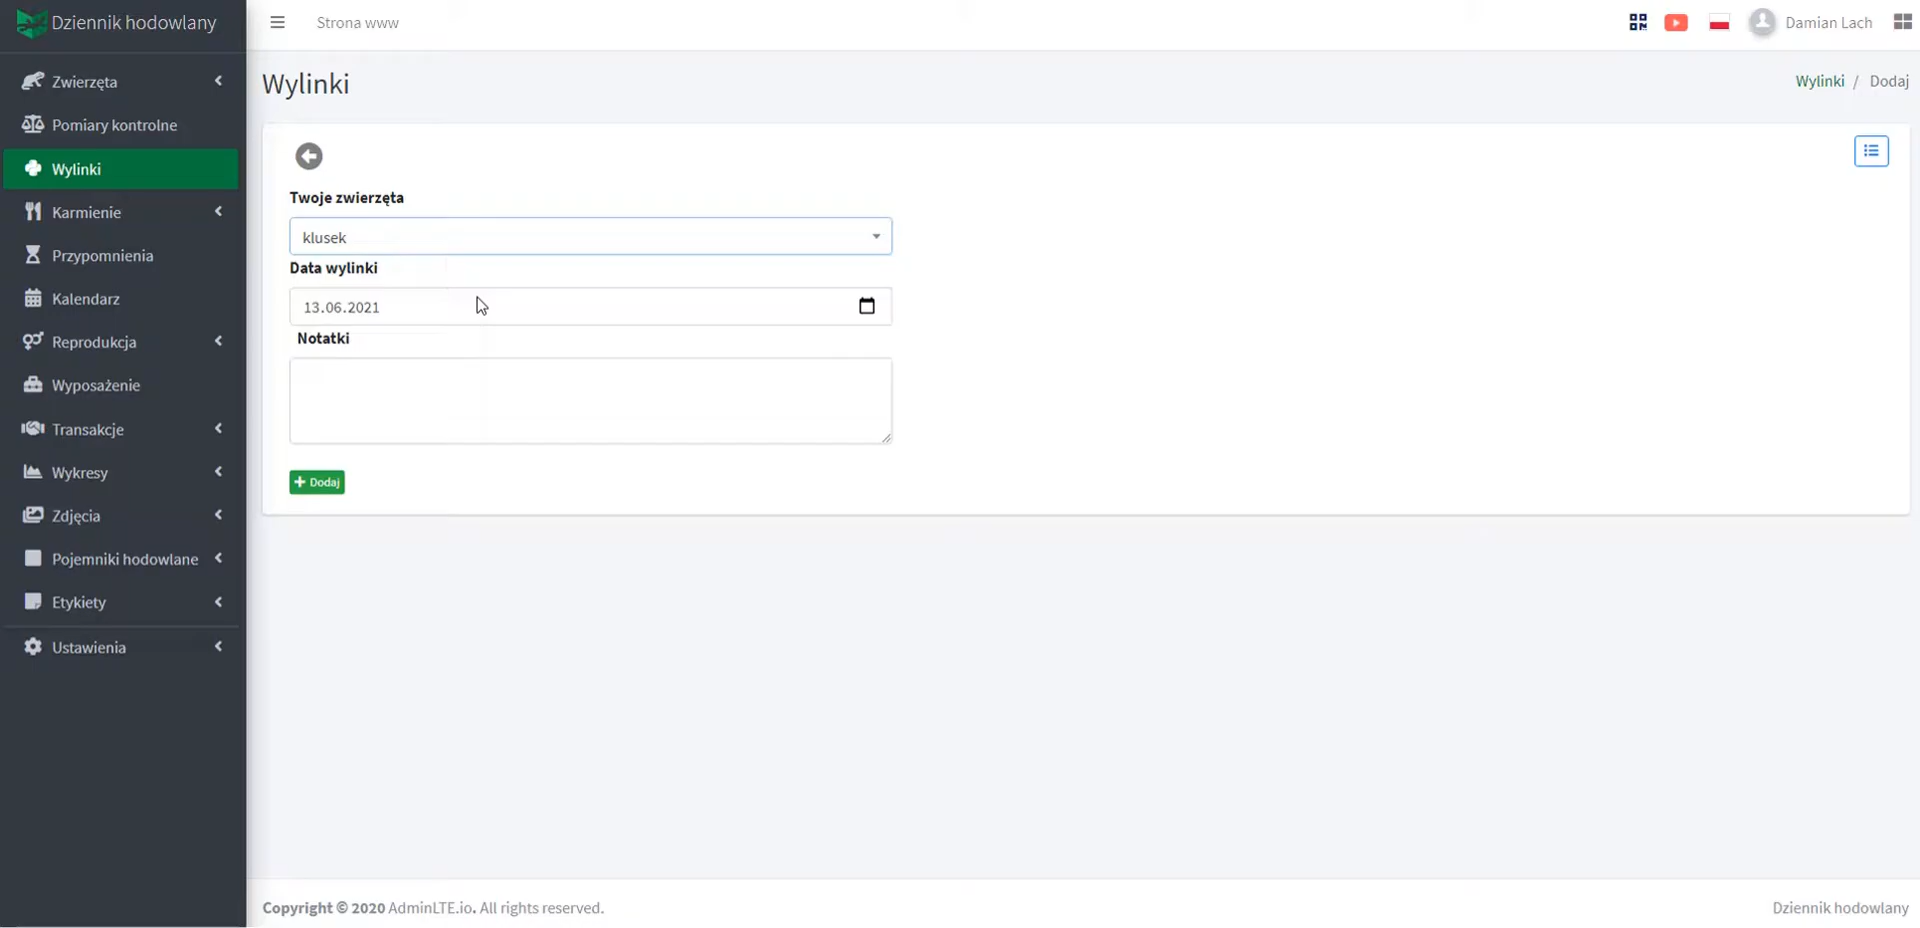 Dziennik hodowlany
Strona www
Damian Lach
Zwierzęta
Pomiary kontrolne
Wylinki
Karmienie
Przypomnienia
Kalendarz
Reprodukcja
Wyposażenie
Transakcje
Wykresy
Zdjęcia
Pojemniki hodowlane
Etykiety
Ustawienia
Wylinki
Wylinki / Dodaj
Twoje zwierzęta
klusek
Data wylinki
13.06.2021
Notatki
Dodaj
Copyright © 2020 AdminLTE.io. All rights reserved.
Dziennik hodowlany